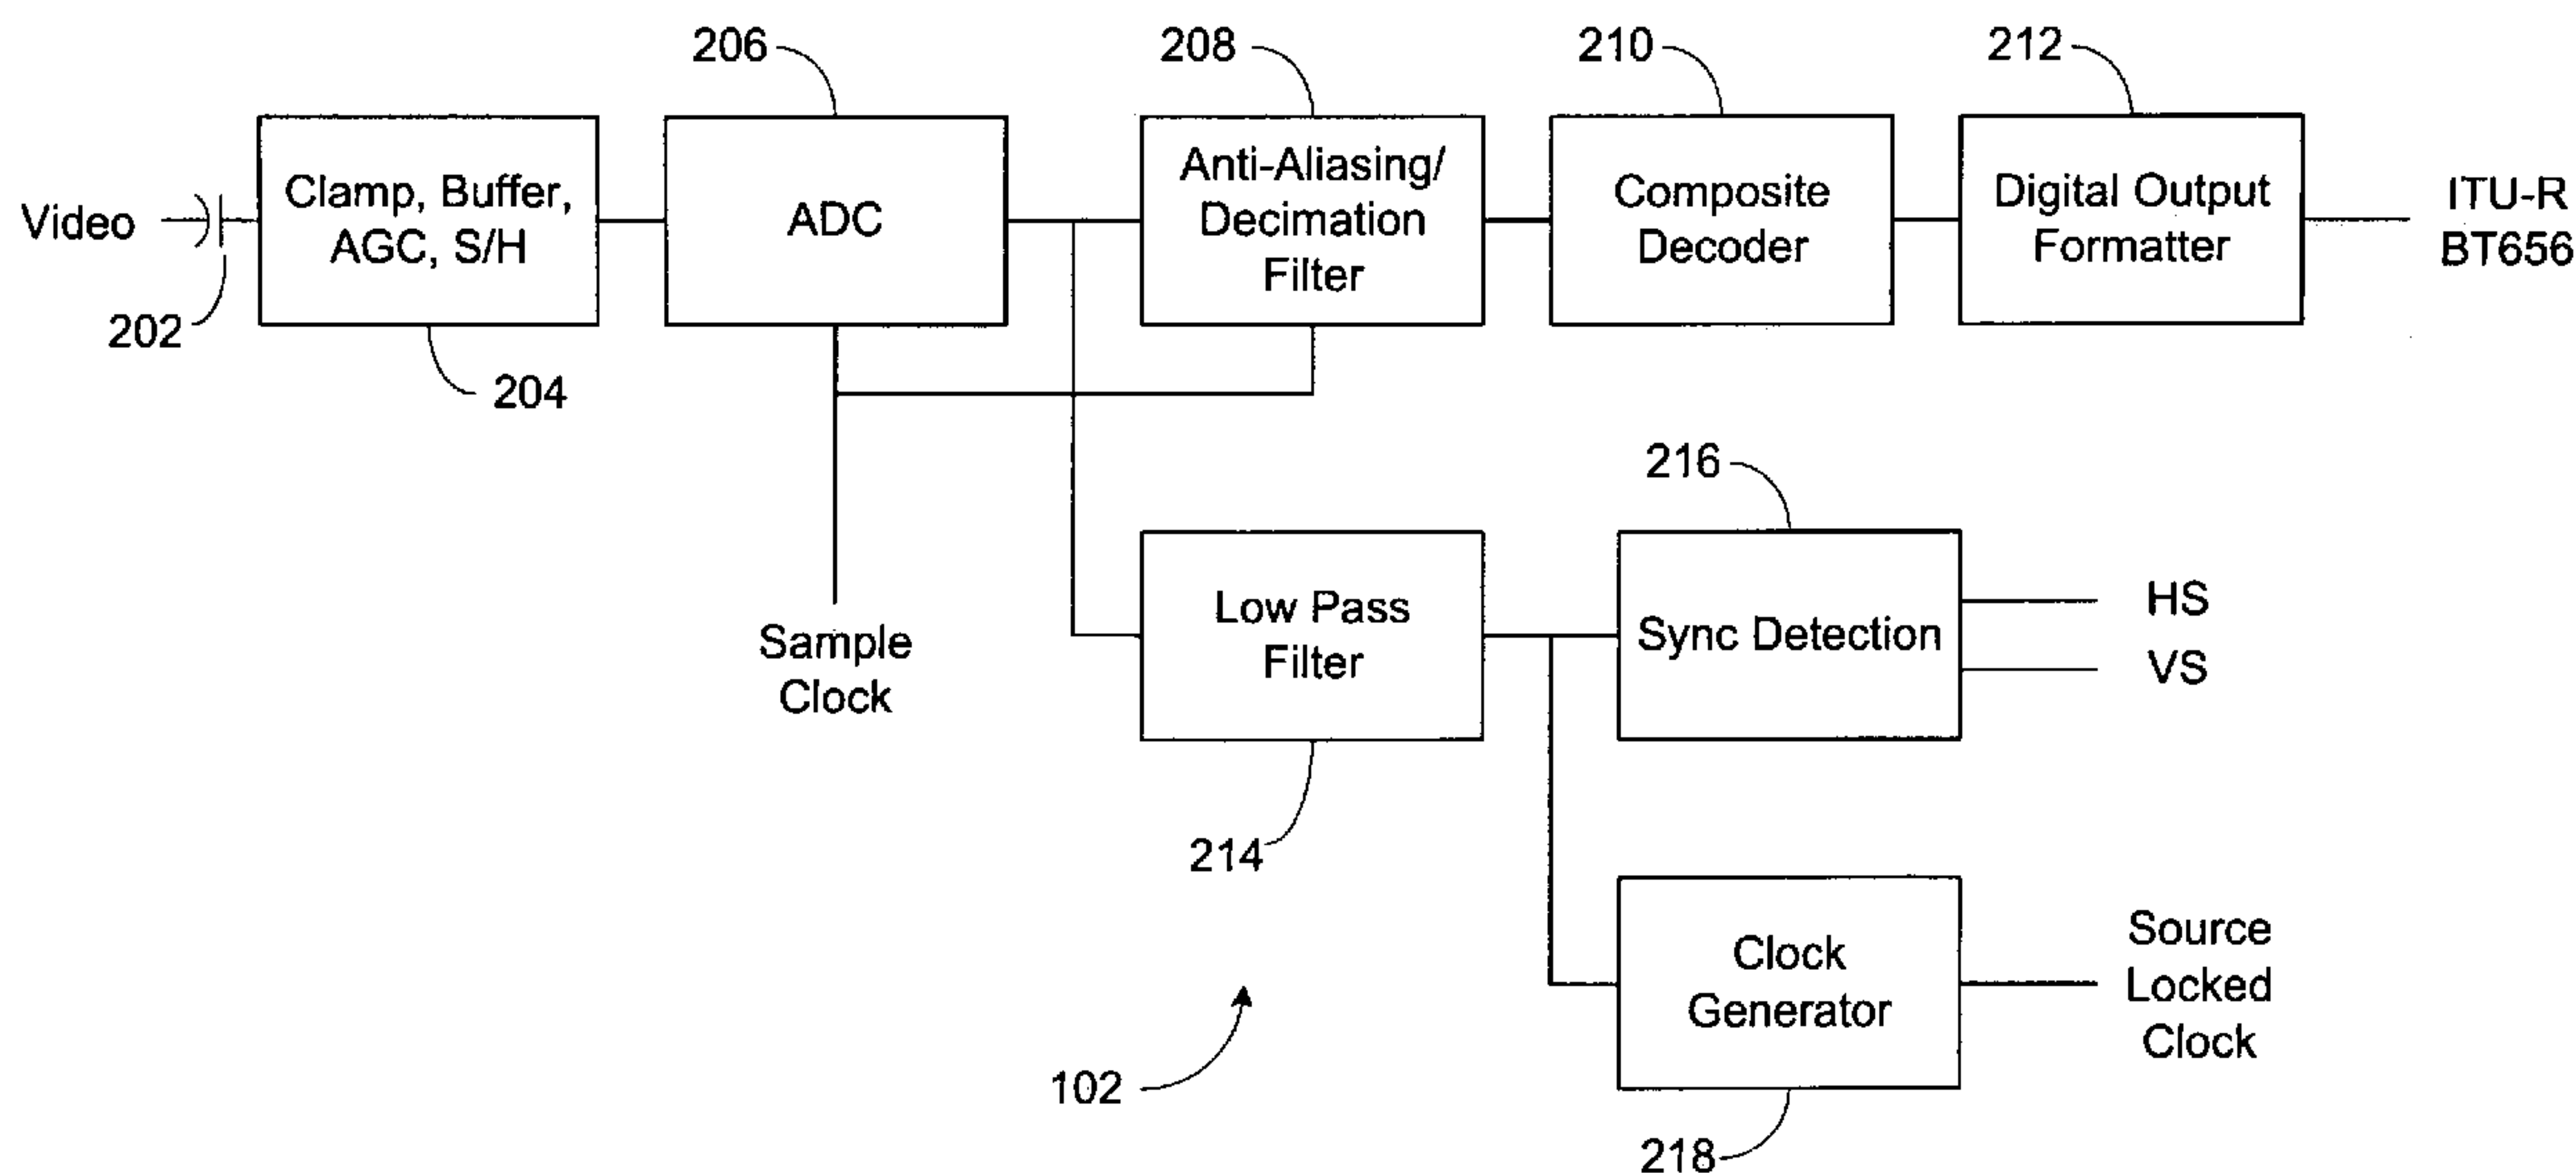 206
208
210
212
Video
202
Clamp, Buffer,
AGC, S/H
204
ADC
Anti-Aliasing/
Decimation
Filter
Composite
Decoder
Digital Output
Formatter
ITU-R
BT656
Sample
Clock
Low Pass
Filter
214
216
Sync Detection
HS
VS
Clock
Generator
218
Source
Locked
Clock
102